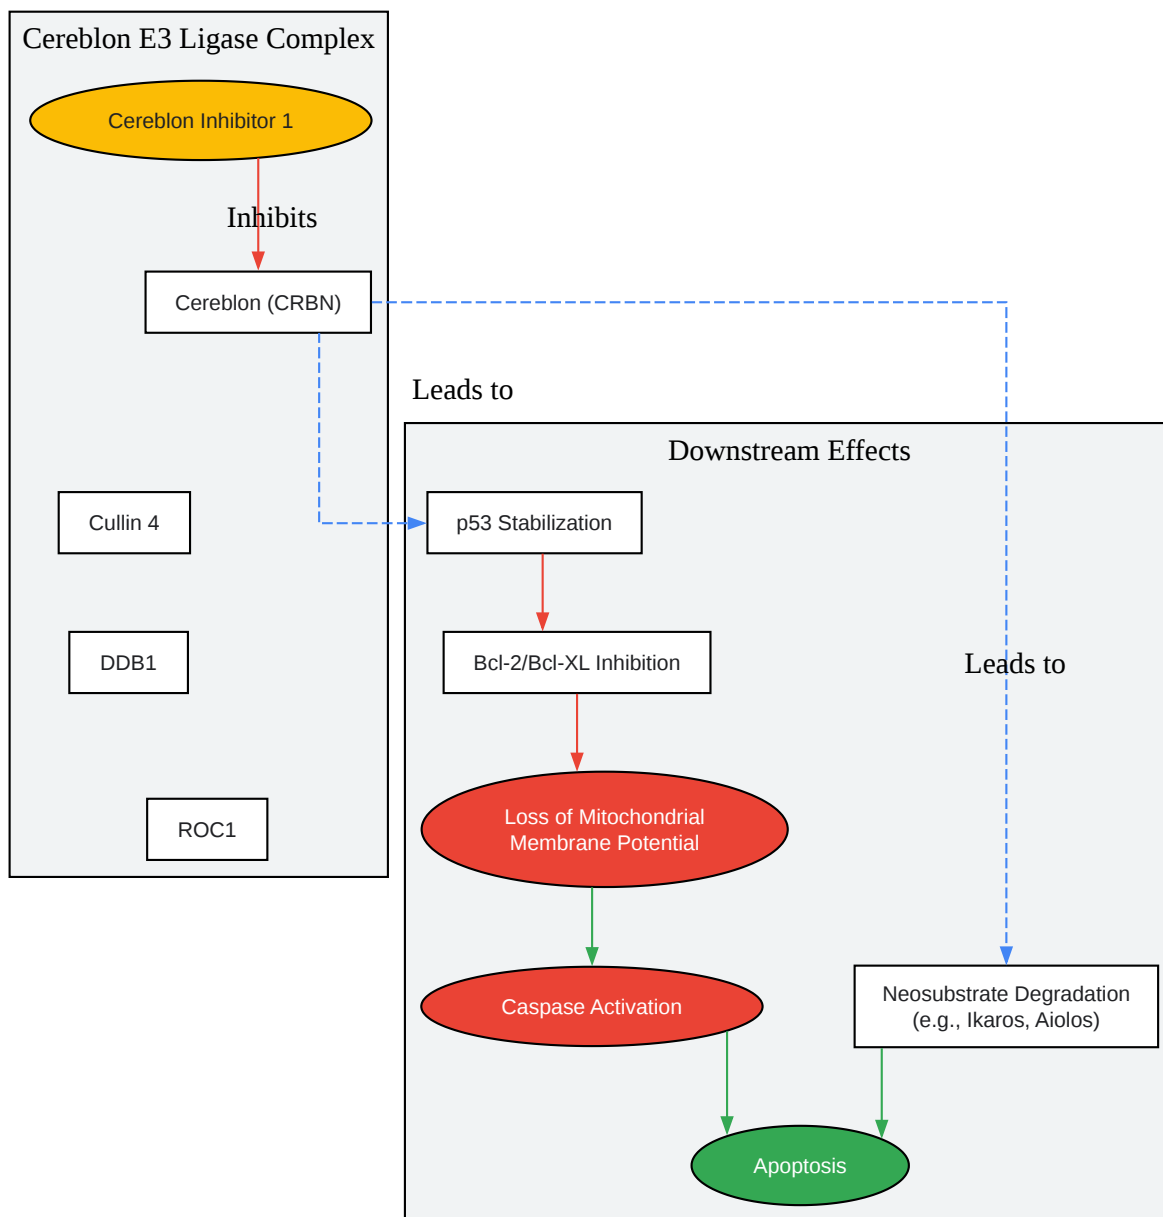 Cereblon E3 Ligase Complex
Cereblon Inhibitor 1
Inhibits
Cereblon (CRBN)
Leads to
Downstream Effects
Cullin 4
p53 Stabilization
DDB1
Bcl-2/Bcl-XL Inhibition
Leads to
Loss of Mitochondrial
Membrane Potential
ROC1
Caspase Activation
Neosubstrate Degradation
(e.g., Ikaros, Aiolos)
Apoptosis